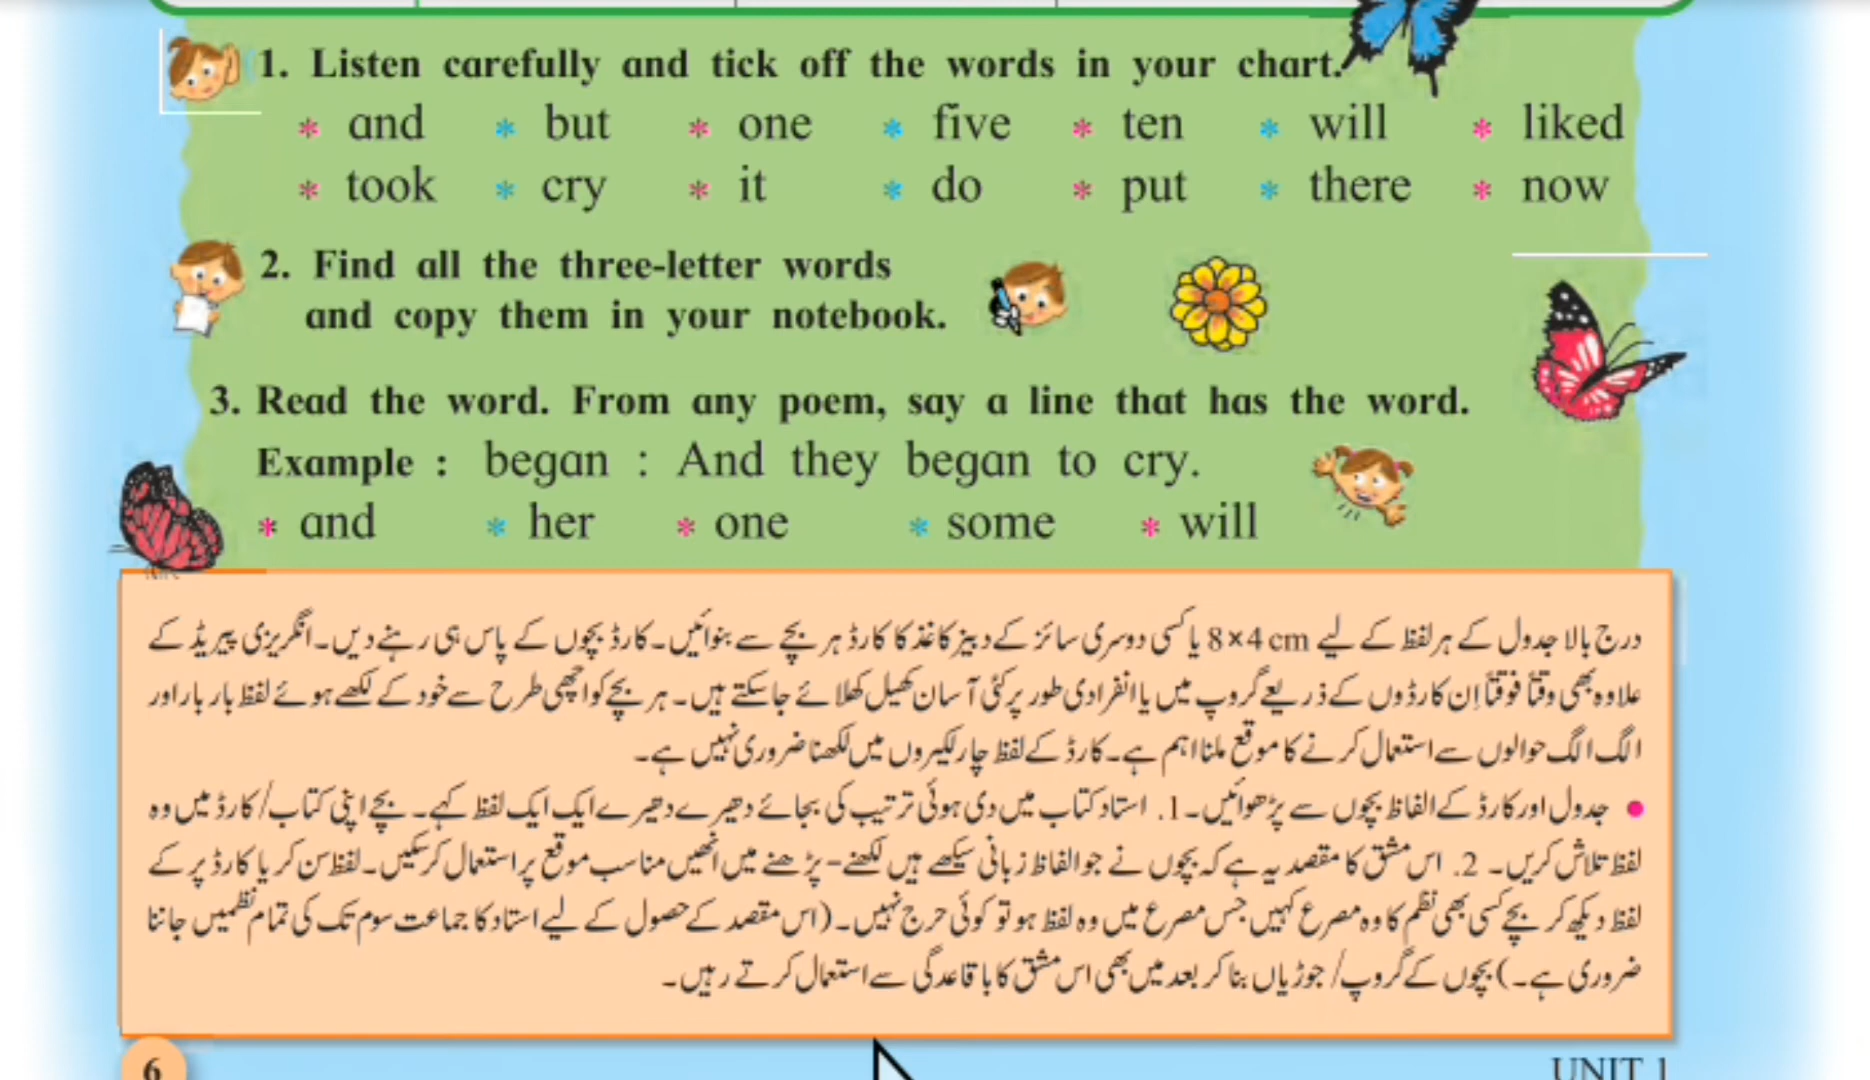 1. Listen carefully and tick off the words in your chart.
* and * but * one * five * ten * will * liked
* took * cry * it * do * put * there * now
2. Find all the three-letter words
and copy them in your notebook.
3. Read the word. From any poem, say a line that has the word.
Example : began : And they began to cry.
* and * her * one * some * will
درج بالا جدول کے ہر لفظ کے لیے 8×4 cm یا کسی دوسری سائز کے دبیز کاغذ کا کارڈ ہر بچے سے بنوائیں۔ کارڈ بچوں کے پاس ہی رہنے دیں۔ انگریزی پیریڈ کے
علاوہ بھی وقتاً فوقتاً اِن کارڈوں کے ذریعے گروپ میں یا انفرادی طور پر کئی آسان کھیل کھلائے جاسکتے ہیں۔ ہر بچے کو اچھی طرح سے خود کے لکھے ہوئے لفظ بار بار اور
الگ الگ حوالوں سے استعمال کرنے کا موقع ملنا اہم ہے۔ کارڈ کے لفظ چار لکیروں میں لکھنا ضروری نہیں ہے۔
• جدول اور کارڈ کے الفاظ بچوں سے پڑھوائیں۔ 1. استاد کتاب میں دی ہوئی ترتیب کی بجائے دھیرے دھیرے ایک ایک لفظ کہے۔ بچے اپنی کتاب/ کارڈ میں وہ
لفظ تلاش کریں۔ 2. اس مشق کا مقصد یہ ہے کہ بچوں نے جو الفاظ زبانی سیکھے ہیں لکھنے-پڑھنے میں انھیں مناسب موقع پر استعمال کرسکیں۔ لفظ سن کر یا کارڈ پر کے
لفظ دیکھ کر بچے کسی بھی نظم کا وہ مصرع کہیں جس مصرع میں وہ لفظ ہو تو کوئی حرج نہیں۔ (اس مقصد کے حصول کے لیے استاد کا جماعت سوم تک کی تمام نظمیں جاننا
ضروری ہے۔) بچوں کے گروپ/ جوڑیاں بنا کر بعد میں بھی اس مشق کا باقاعدگی سے استعمال کرتے رہیں۔
6
UNIT 1